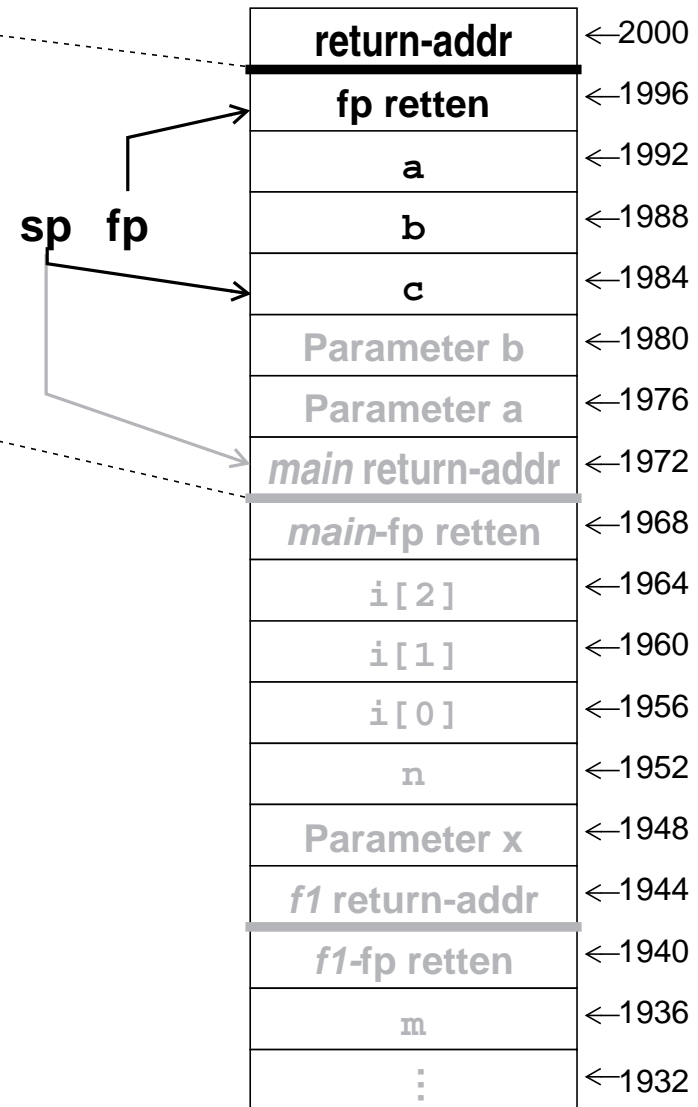 return-addr ←2000
fp retten ←1996
a ←1992
sp fp
b ←1988
c ←1984
Parameter b ←1980
Parameter a ←1976
main return-addr ←1972
main-fp retten ←1968
i[2] ←1964
i[1] ←1960
i[0] ←1956
n ←1952
Parameter x ←1948
f1 return-addr ←1944
f1-fp retten ←1940
m ←1936
⋮ ←1932